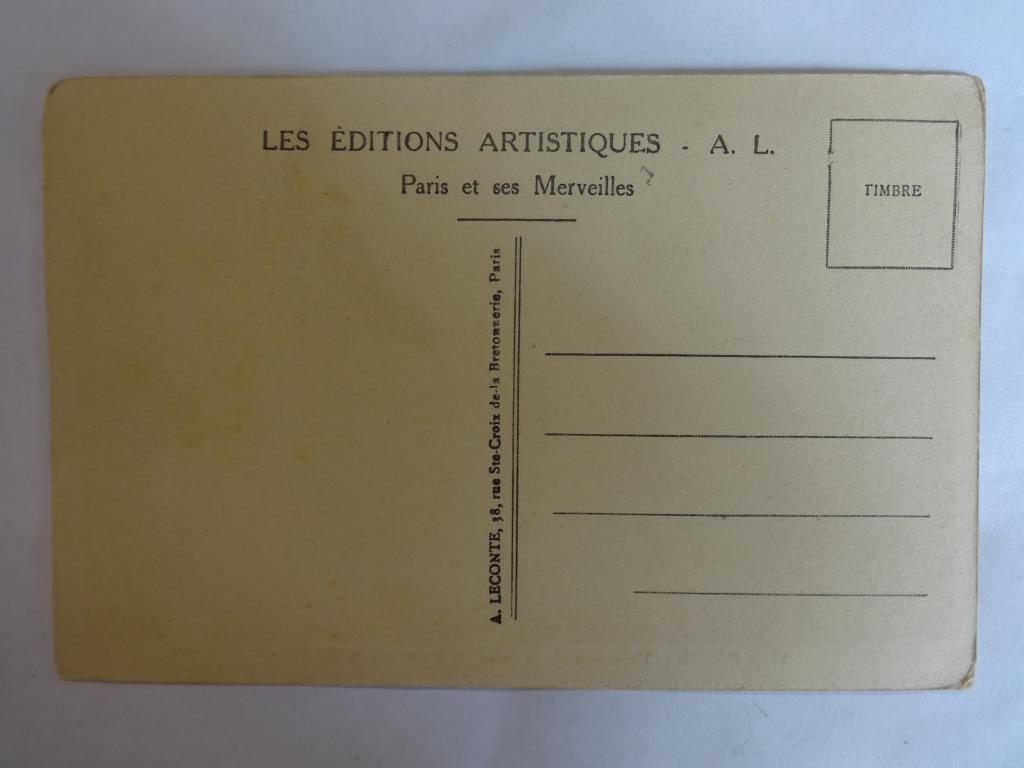 LES ÉDITIONS ARTISTIQUES - A. L.
Paris et ses Merveilles
TIMBRE
A. LECONTE, 38, rue Ste-Croix de-la Bretonnerie, Paris